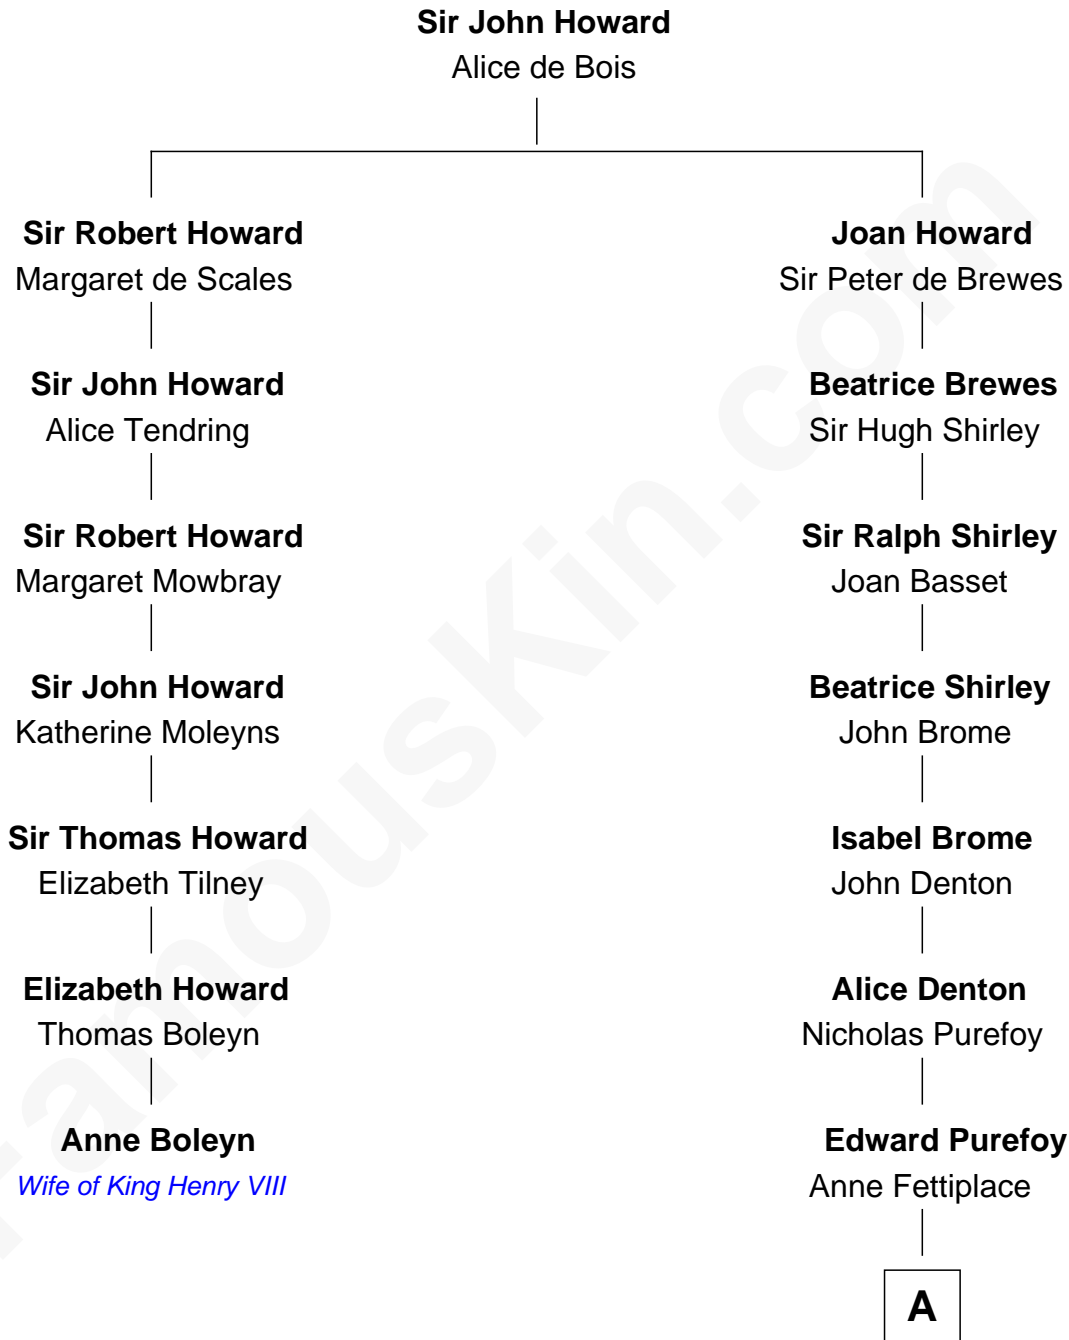 Sir John Howard
Alice de Bois
Sir Robert Howard
Margaret de Scales
Joan Howard
Sir Peter de Brewes
Sir John Howard
Alice Tendring
Beatrice Brewes
Sir Hugh Shirley
Sir Robert Howard
Margaret Mowbray
Sir Ralph Shirley
Joan Basset
Sir John Howard
Katherine Moleyns
Beatrice Shirley
John Brome
Sir Thomas Howard
Elizabeth Tilney
Isabel Brome
John Denton
Elizabeth Howard
Thomas Boleyn
Alice Denton
Nicholas Purefoy
Anne Boleyn
Wife of King Henry VIII
Edward Purefoy
Anne Fettiplace
A
FamousKin.com